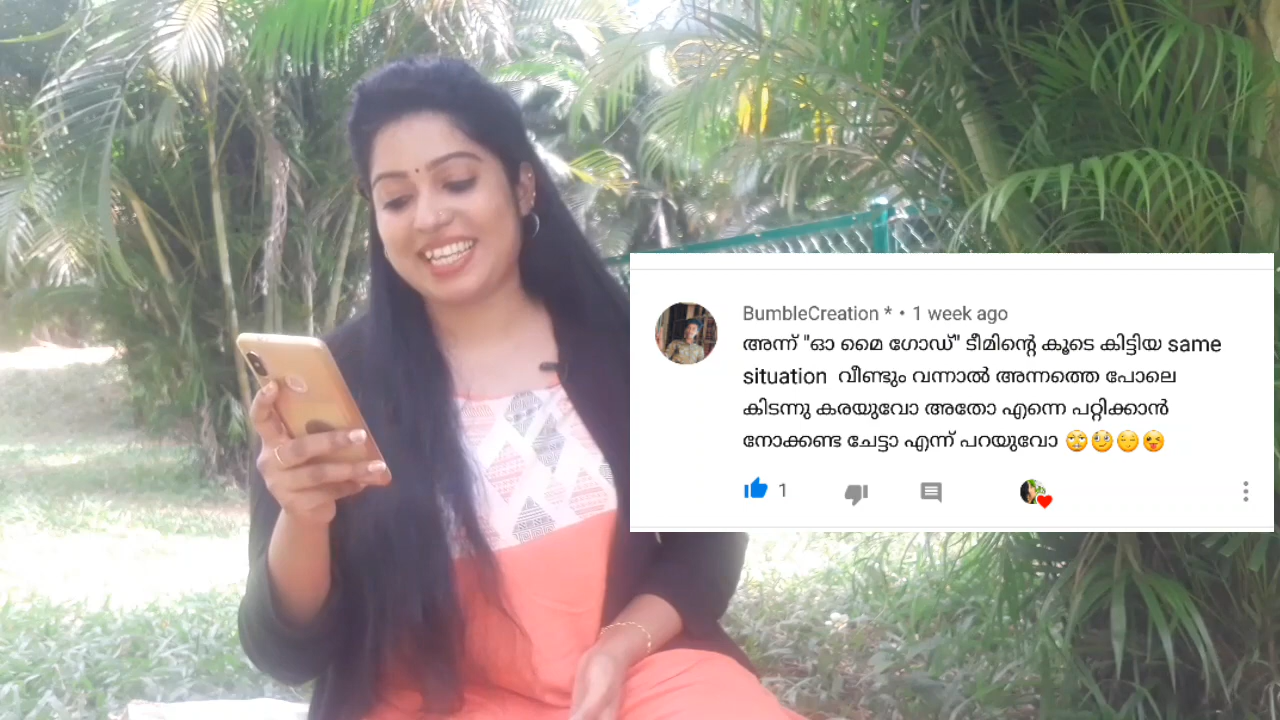 BumbleCreation * • 1 week ago
അന്ന് "ഓ മൈ ഗോഡ്" ടീമിന്റെ കൂടെ കിട്ടിയ same
situation വീണ്ടും വന്നാൽ അന്നത്തെ പോലെ
കിടന്നു കരയുവോ അതോ എന്നെ പറ്റിക്കാൻ
നോക്കണ്ട ചേട്ടാ എന്ന് പറയുവോ 🙄🤔😏😜
1